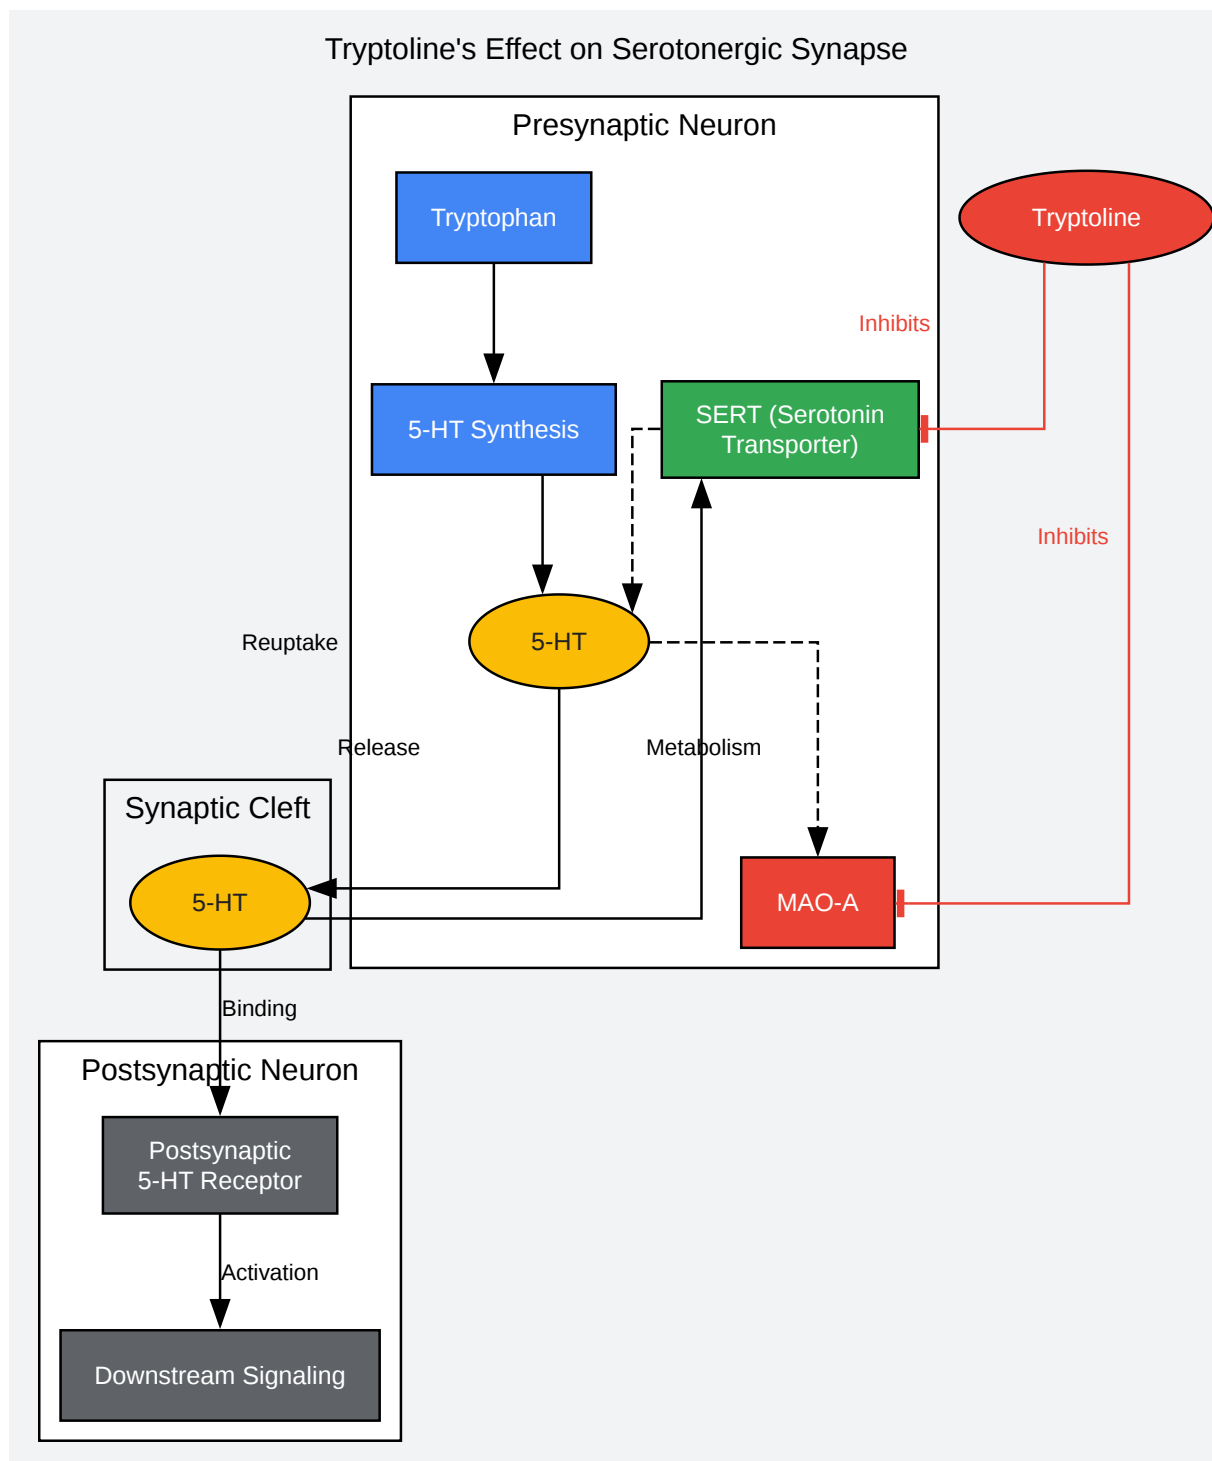 Tryptoline's Effect on Serotonergic Synapse
Presynaptic Neuron
Tryptophan
Tryptoline
Inhibits
5-HT Synthesis
SERT (Serotonin
Transporter)
Inhibits
5-HT
Reuptake
Release
Metabolism
Synaptic Cleft
5-HT
MAO-A
Binding
Postsynaptic Neuron
Postsynaptic
5-HT Receptor
Activation
Downstream Signaling